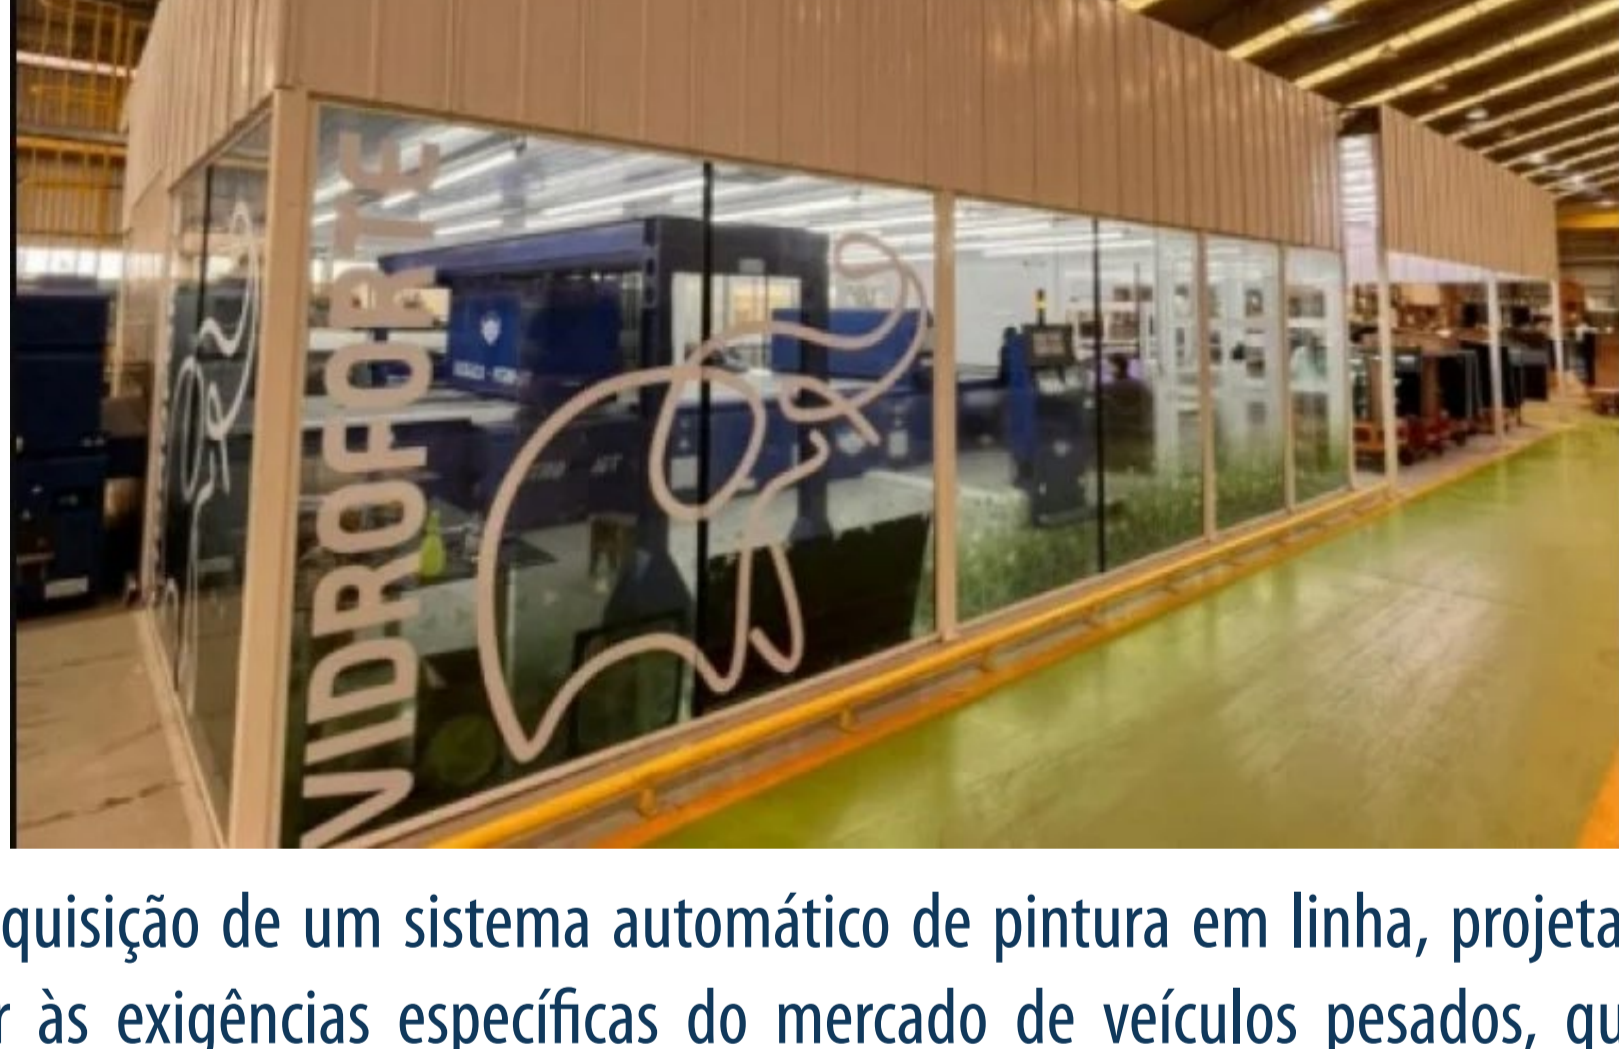 VIDROFORTE
quisição de um sistema automático de pintura em linha, projeta
r às exigências específicas do mercado de veículos pesados, qu